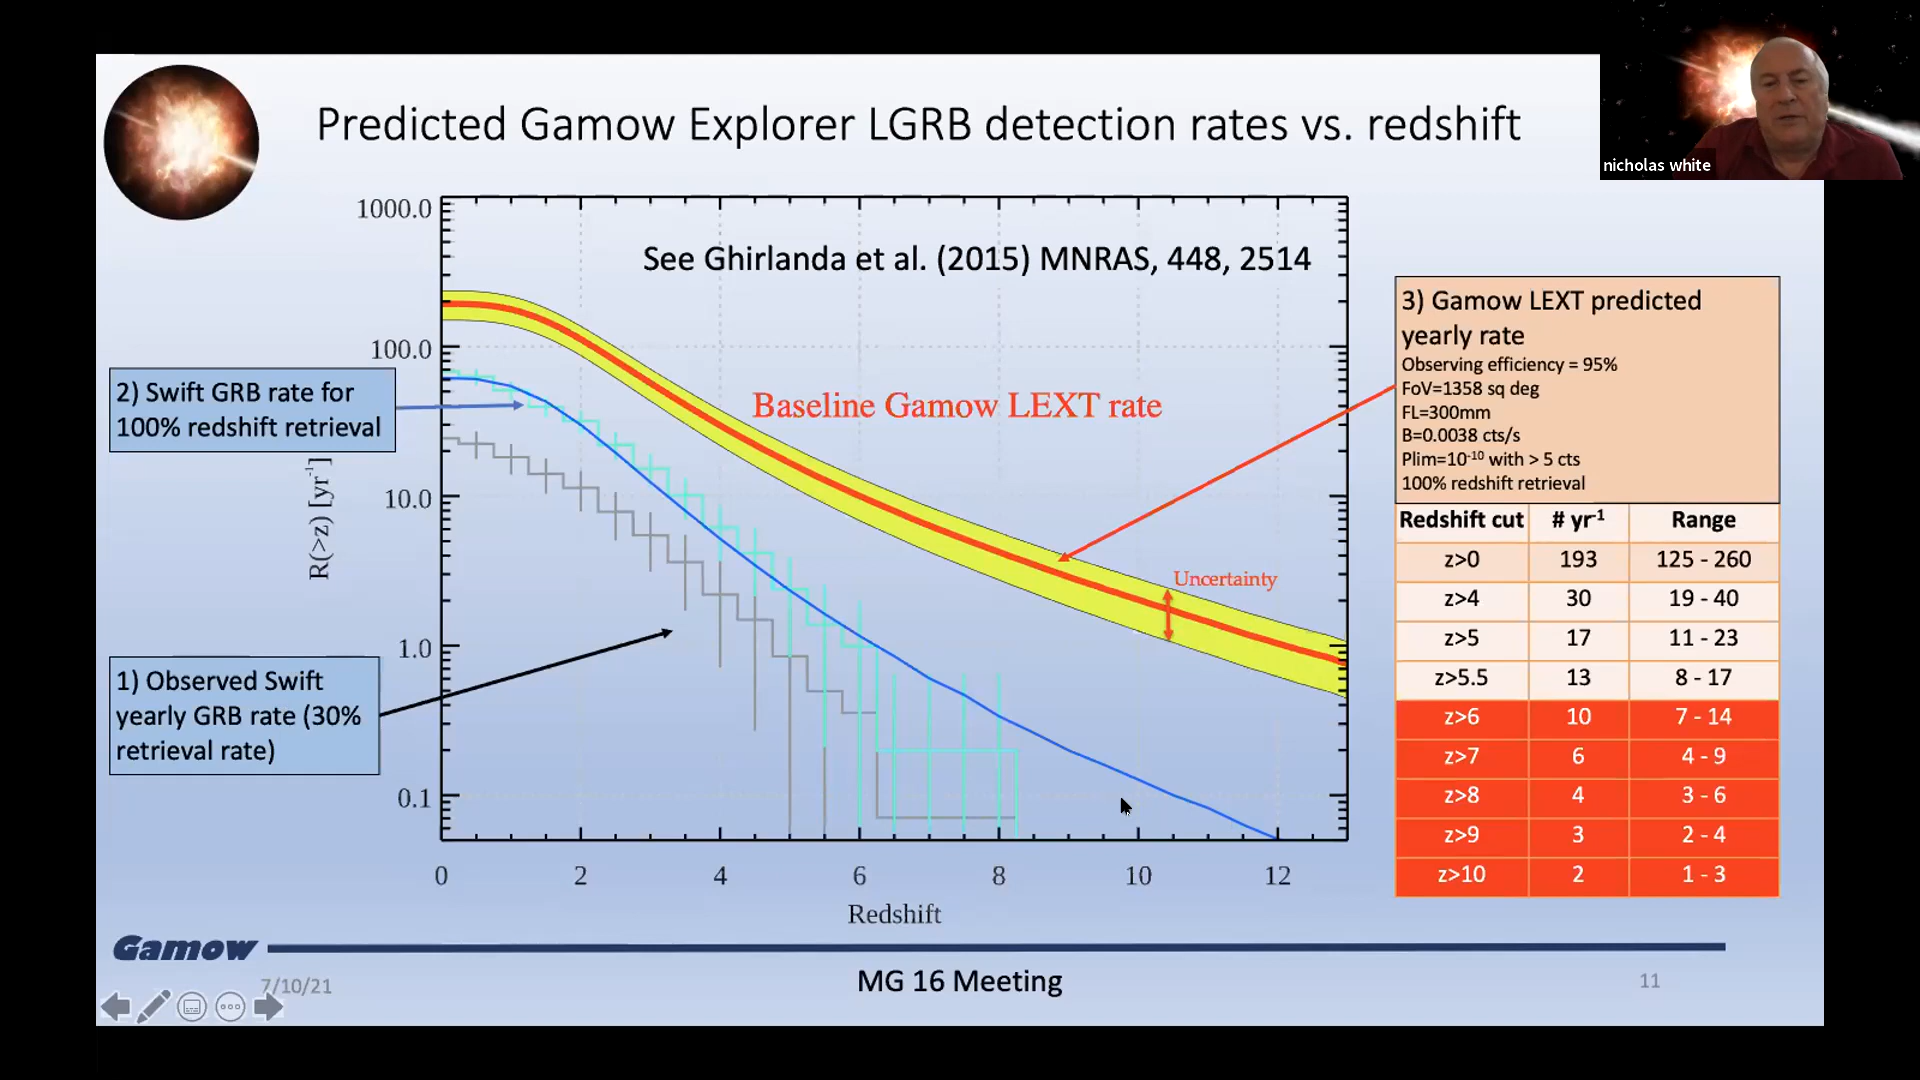 Predicted Gamow Explorer LGRB detection rates vs. redshift
nicholas white
See Ghirlanda et al. (2015) MNRAS, 448, 2514
1000.0
100.0
10.0
1.0
0.1
R(>z) [yr⁻¹]
0 2 4 6 8 10 12
Redshift
Baseline Gamow LEXT rate
Uncertainty
2) Swift GRB rate for
100% redshift retrieval
1) Observed Swift
yearly GRB rate (30%
retrieval rate)
3) Gamow LEXT predicted
yearly rate
Observing efficiency = 95%
FoV=1358 sq deg
FL=300mm
B=0.0038 cts/s
Plim=10⁻¹⁰ with > 5 cts
100% redshift retrieval
Redshift cut # yr⁻¹ Range
z>0 193 125 - 260
z>4 30 19 - 40
z>5 17 11 - 23
z>5.5 13 8 - 17
z>6 10 7 - 14
z>7 6 4 - 9
z>8 4 3 - 6
z>9 3 2 - 4
z>10 2 1 - 3
Gamow
7/10/21
MG 16 Meeting
11